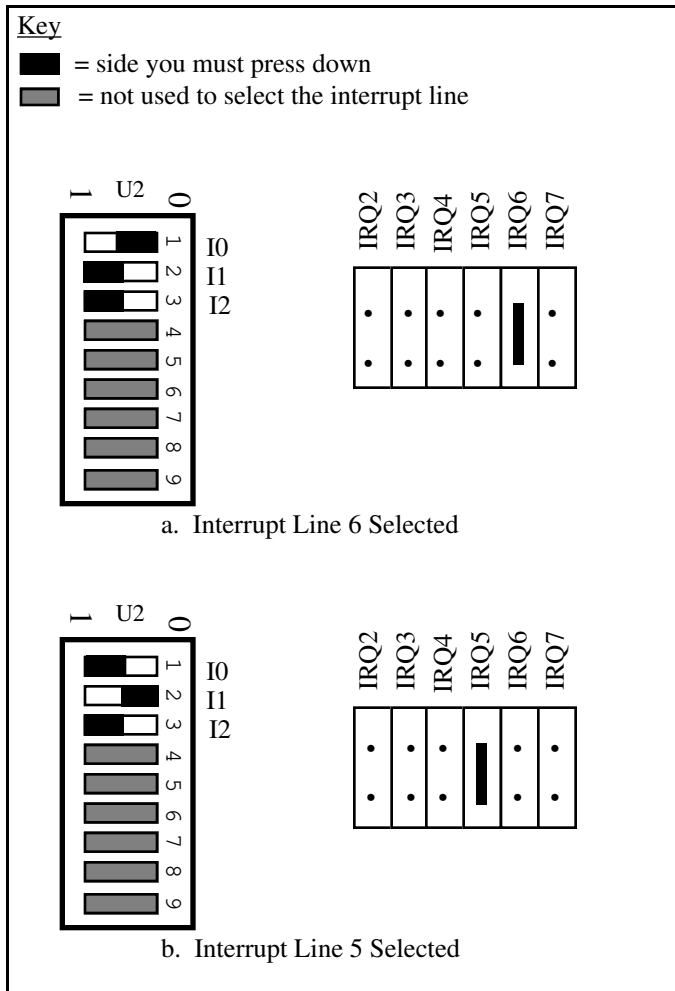 Key
= side you must press down
= not used to select the interrupt line
1 U2 0
1 I0
2 I1
3 I2
4
5
6
7
8
9
IRQ2 IRQ3 IRQ4 IRQ5 IRQ6 IRQ7
a. Interrupt Line 6 Selected
1 U2 0
1 I0
2 I1
3 I2
4
5
6
7
8
9
IRQ2 IRQ3 IRQ4 IRQ5 IRQ6 IRQ7
b. Interrupt Line 5 Selected